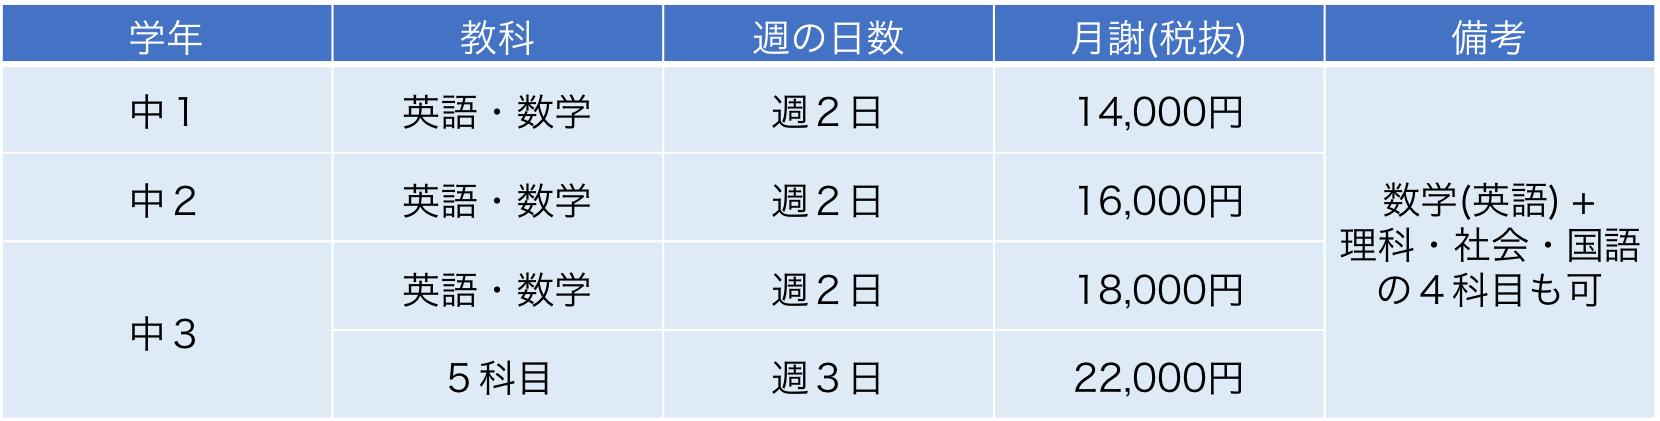 学年 教科 週の日数 月謝(税抜) 備考
中１ 英語・数学 週２日 14,000円
中２ 英語・数学 週２日 16,000円
中３ 英語・数学 週２日 18,000円
５科目 週３日 22,000円
数学(英語) +
理科・社会・国語
の４科目も可